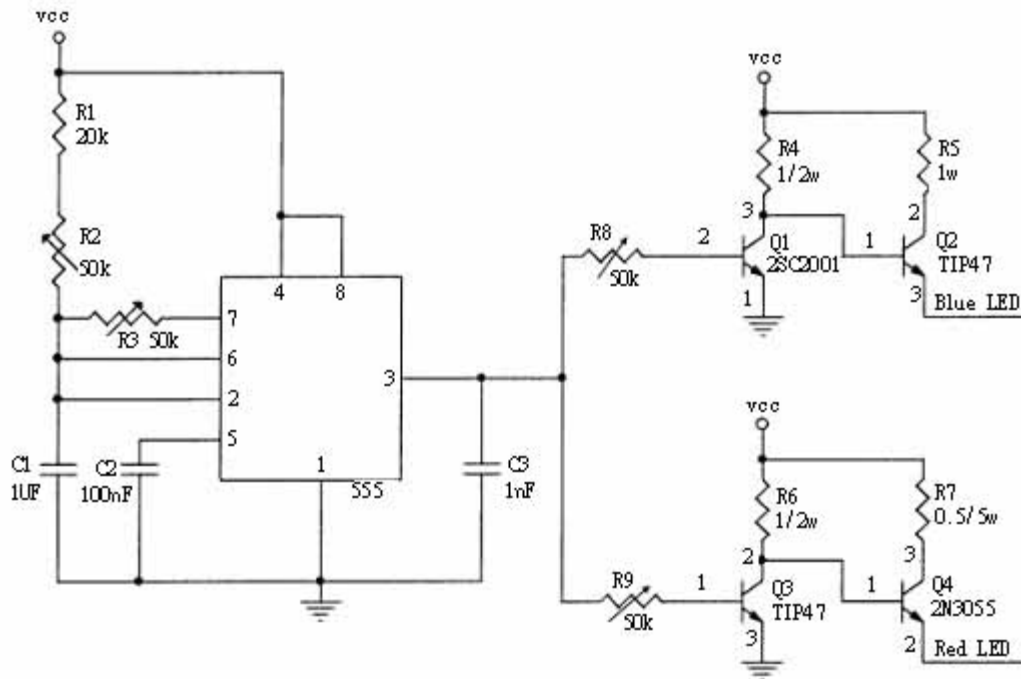 vcc
R1
20k
R2
50k
R3 50k
4
8
7
6
2
5
3
1
555
C1
1UF
C2
100nF
C3
1nF
vcc
R4
1/2w
R5
1w
R8
50k
2
3
Q1
2SC2001
1
1
2
Q2
TIP47
3
Blue LED
vcc
R6
1/2w
R7
0.5/5w
R9
50k
1
2
Q3
TIP47
3
1
3
Q4
2N3055
2
Red LED